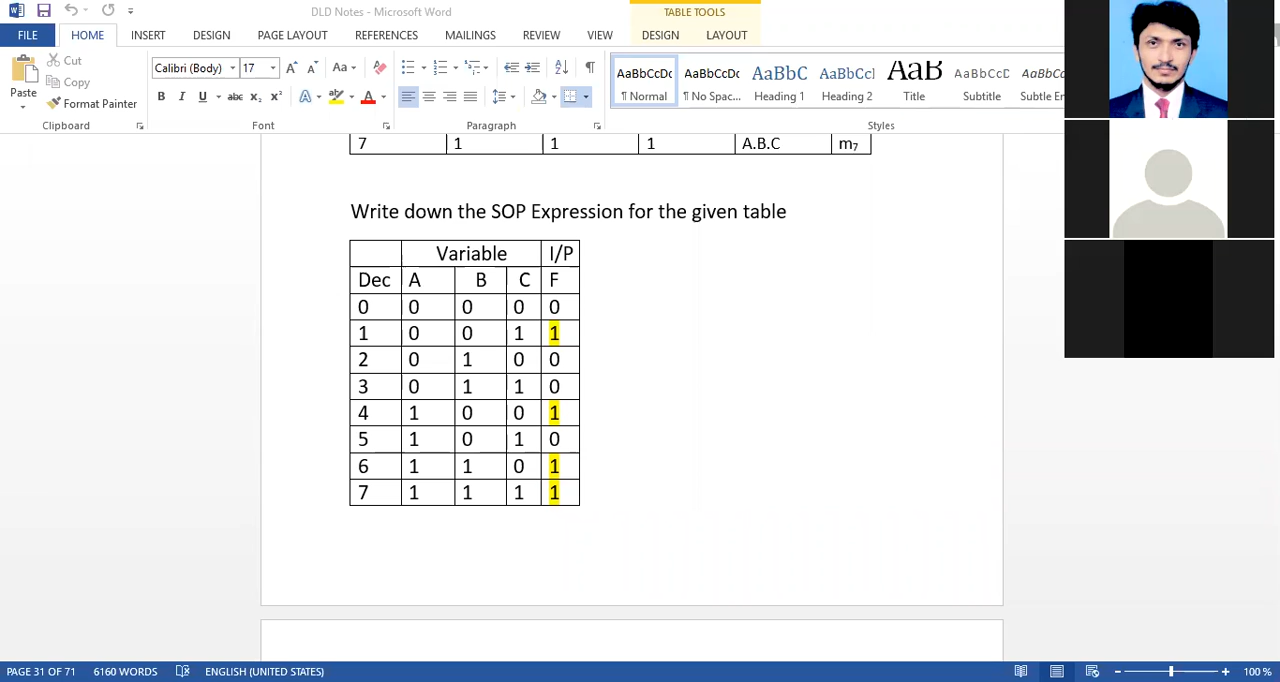 DLD Notes - Microsoft Word
TABLE TOOLS
FILE HOME INSERT DESIGN PAGE LAYOUT REFERENCES MAILINGS REVIEW VIEW DESIGN LAYOUT
Paste
Cut
Copy
Format Painter
Clipboard
Calibri (Body) 17
Font
Paragraph
AaBbCcDc AaBbCcDc AaBbC AaBbCcI AaB AaBbCcD AaBbCc
¶ Normal ¶ No Spac... Heading 1 Heading 2 Title Subtitle Subtle En
Styles
7 1 1 1 A.B.C m₇
Write down the SOP Expression for the given table
Variable I/P
Dec A B C F
0 0 0 0 0
1 0 0 1 1
2 0 1 0 0
3 0 1 1 0
4 1 0 0 1
5 1 0 1 0
6 1 1 0 1
7 1 1 1 1
PAGE 31 OF 71 6160 WORDS ENGLISH (UNITED STATES) 100 %